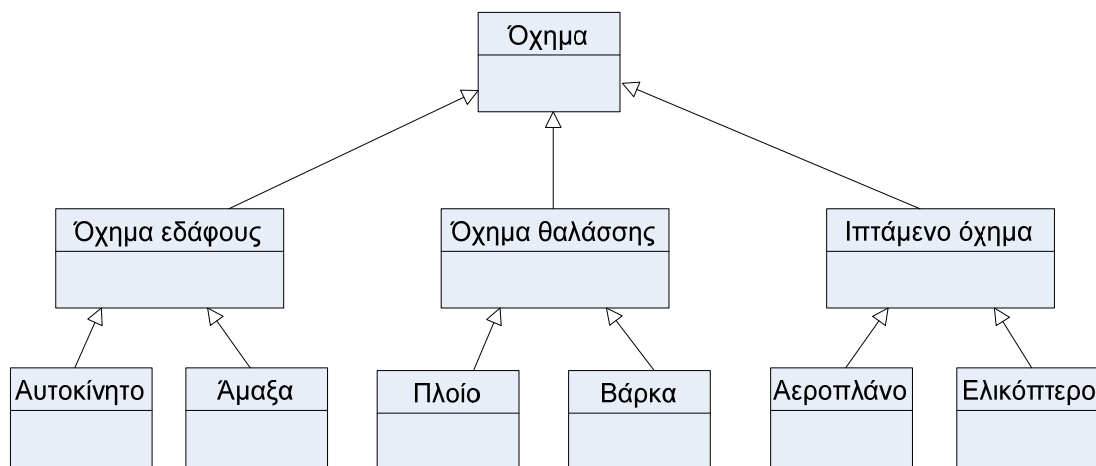 Όχημα
Όχημα εδάφους
Όχημα θαλάσσης
Ιπτάμενο όχημα
Αυτοκίνητο
Άμαξα
Πλοίο
Βάρκα
Αεροπλάνο
Ελικόπτερο